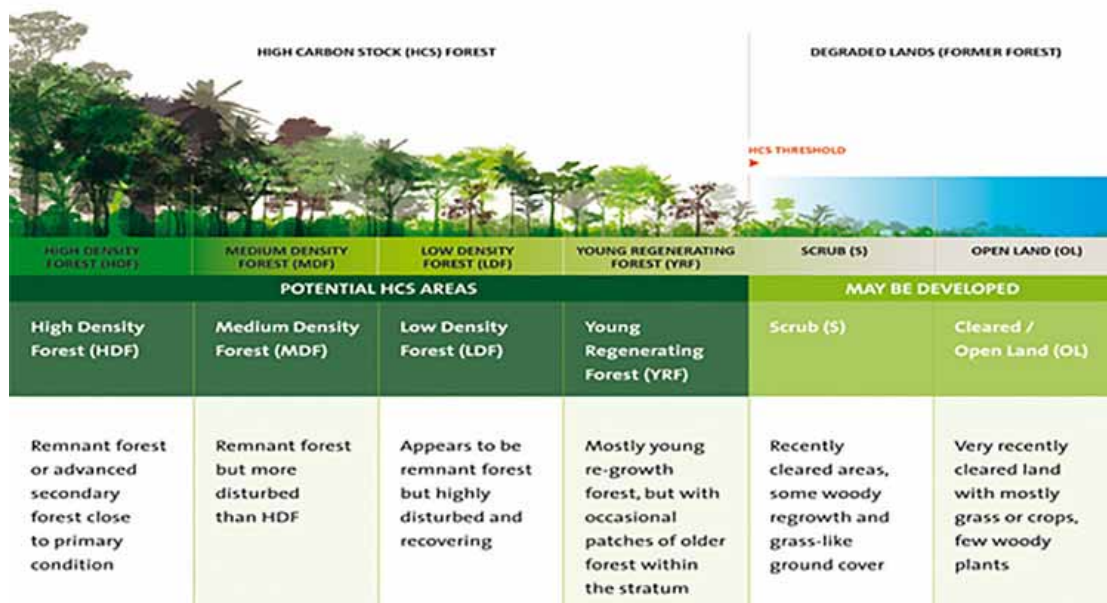 HIGH CARBON STOCK (HCS) FOREST
DEGRADED LANDS (FORMER FOREST)
HCS THRESHOLD
HIGH DENSITY
FOREST (HDF)
MEDIUM DENSITY
FOREST (MDF)
LOW DENSITY
FOREST (LDF)
YOUNG REGENERATING
FOREST (YRF)
SCRUB (S)
OPEN LAND (OL)
POTENTIAL HCS AREAS
MAY BE DEVELOPED
High Density
Forest (HDF)
Medium Density
Forest (MDF)
Low Density
Forest (LDF)
Young
Regenerating
Forest (YRF)
Scrub (S)
Cleared /
Open Land (OL)
Remnant forest
or advanced
secondary
forest close
to primary
condition
Remnant forest
but more
disturbed
than HDF
Appears to be
remnant forest
but highly
disturbed and
recovering
Mostly young
re-growth
forest, but with
occasional
patches of older
forest within
the stratum
Recently
cleared areas,
some woody
regrowth and
grass-like
ground cover
Very recently
cleared land
with mostly
grass or crops,
few woody
plants